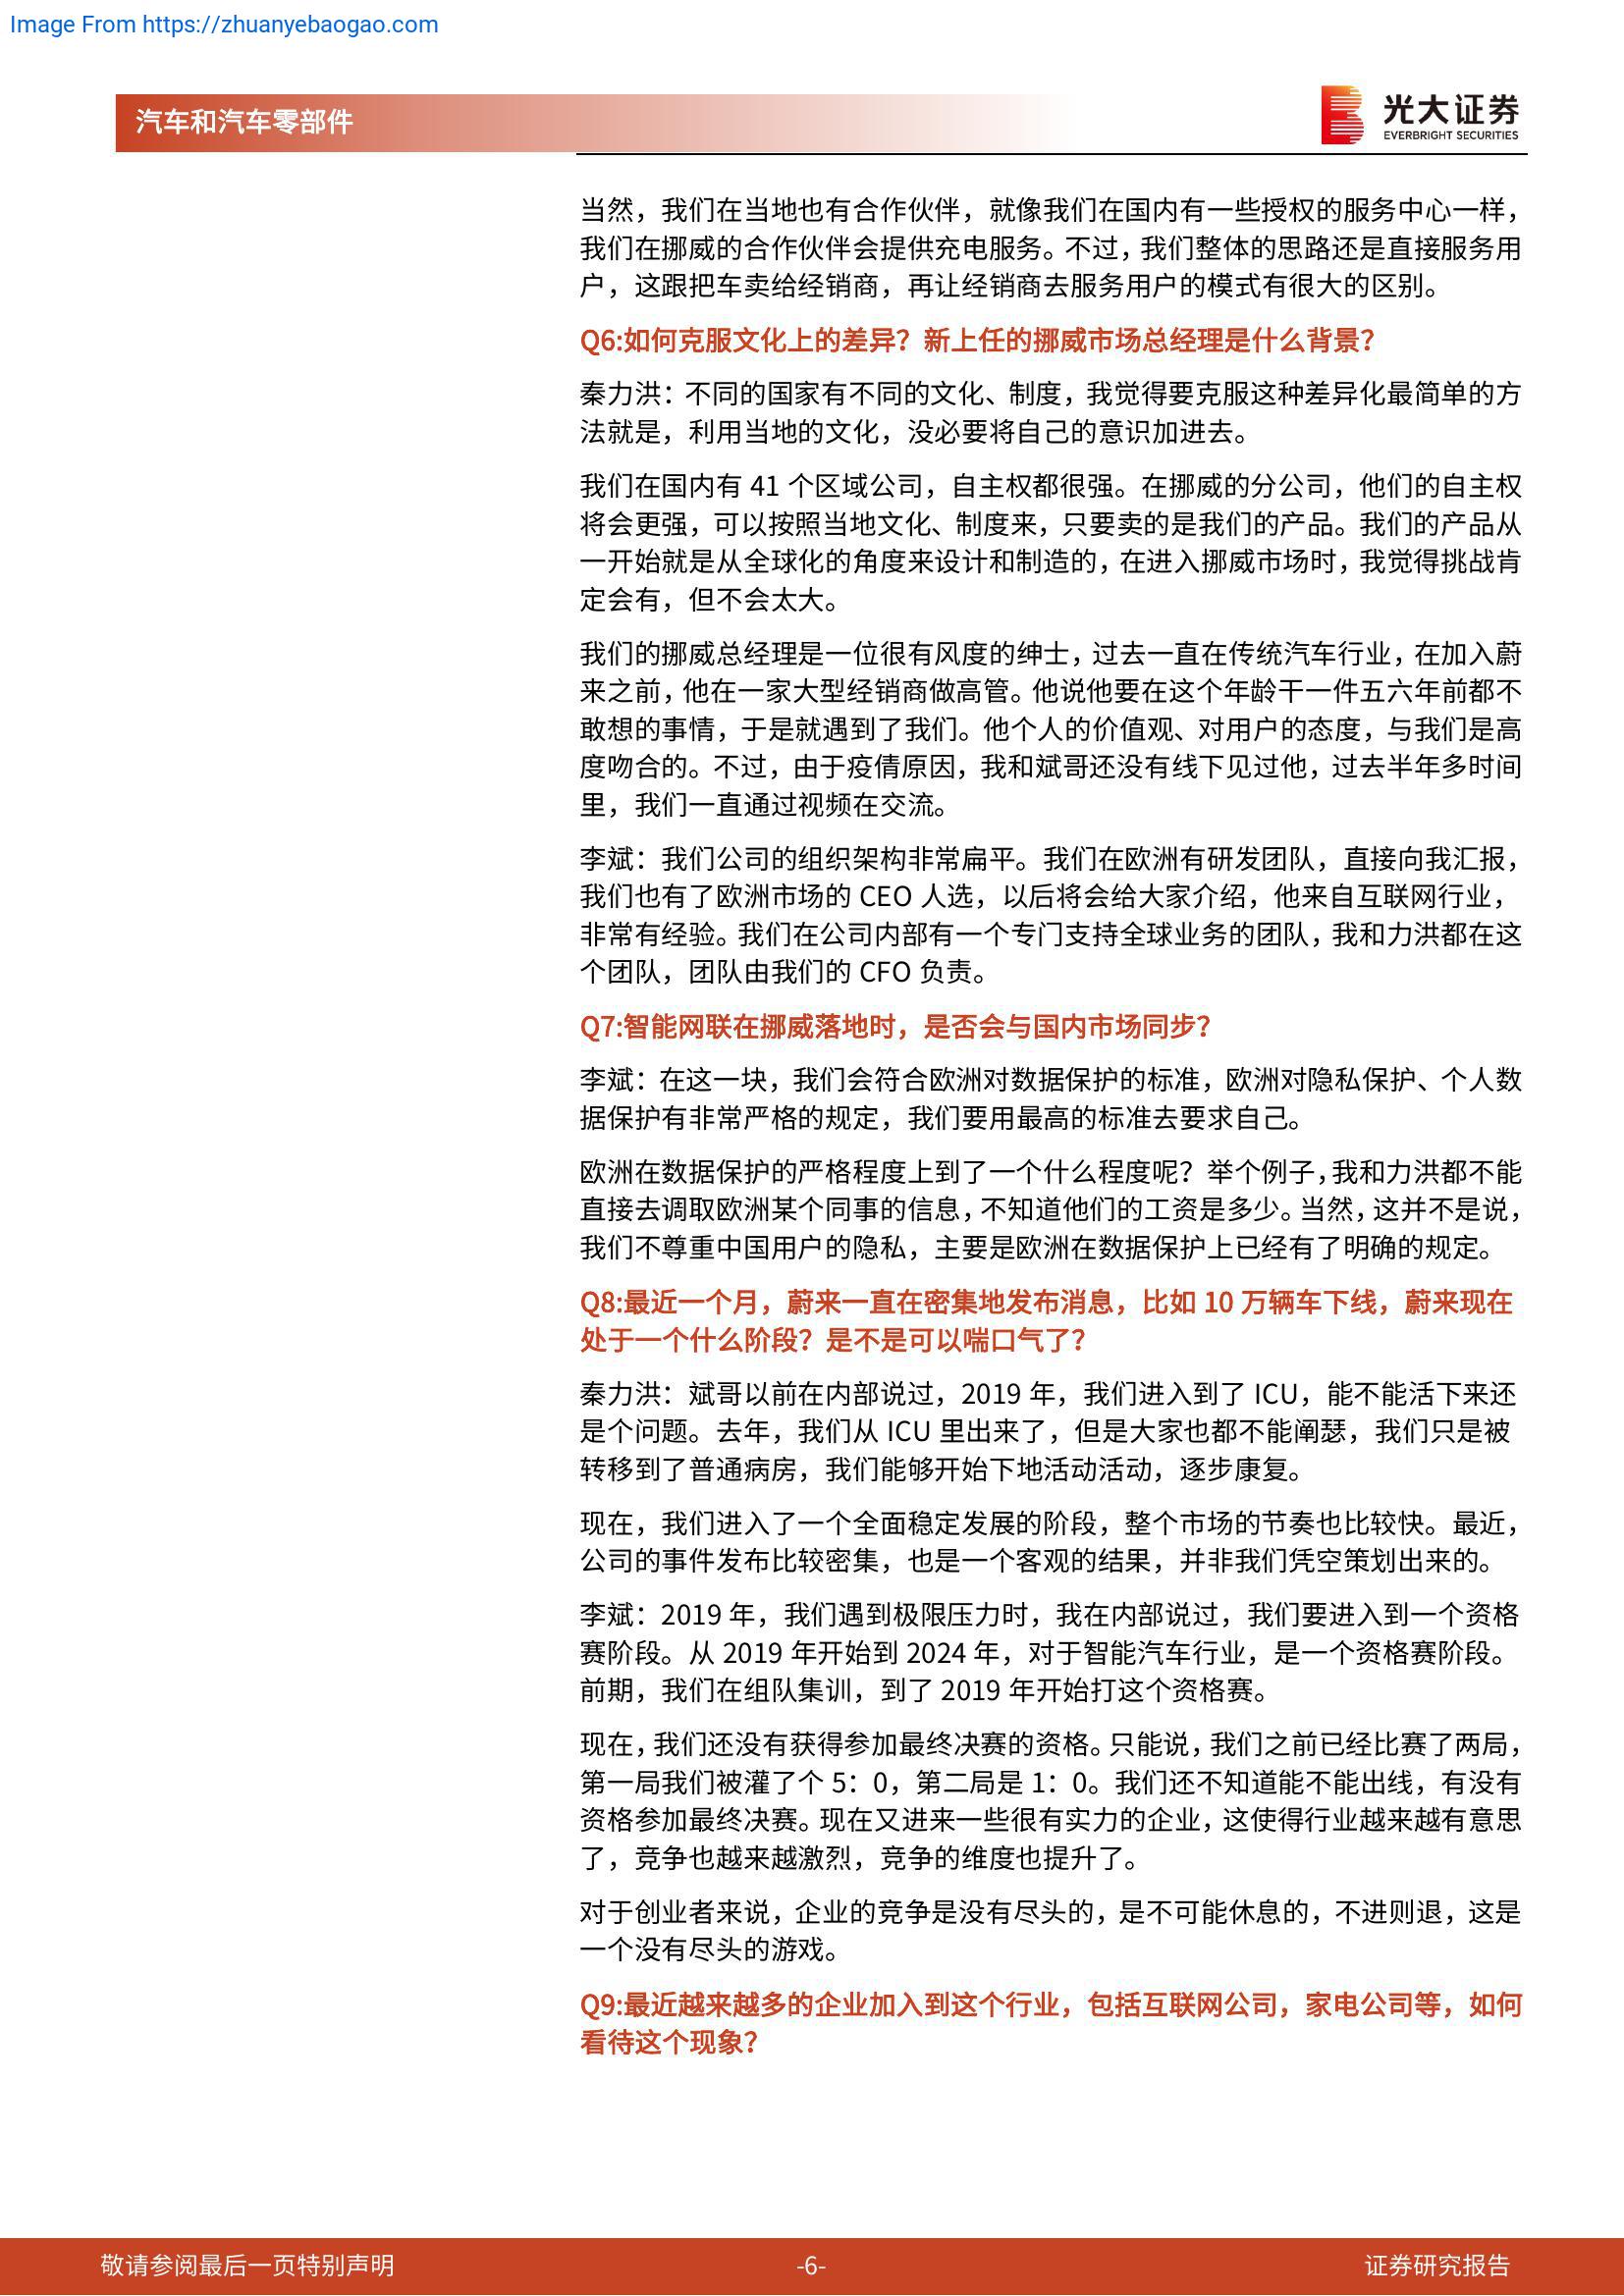 Image From https://zhuanyebaogao.com
汽车和汽车零部件
光大证券
EVERBRIGHT SECURITIES
当然，我们在当地也有合作伙伴，就像我们在国内有一些授权的服务中心一样，
我们在挪威的合作伙伴会提供充电服务。不过，我们整体的思路还是直接服务用
户，这跟把车卖给经销商，再让经销商去服务用户的模式有很大的区别。
Q6:如何克服文化上的差异？新上任的挪威市场总经理是什么背景？
秦力洪：不同的国家有不同的文化、制度，我觉得要克服这种差异化最简单的方
法就是，利用当地的文化，没必要将自己的意识加进去。
我们在国内有 41 个区域公司，自主权都很强。在挪威的分公司，他们的自主权
将会更强，可以按照当地文化、制度来，只要卖的是我们的产品。我们的产品从
一开始就是从全球化的角度来设计和制造的，在进入挪威市场时，我觉得挑战肯
定会有，但不会太大。
我们的挪威总经理是一位很有风度的绅士，过去一直在传统汽车行业，在加入蔚
来之前，他在一家大型经销商做高管。他说他要在这个年龄干一件五六年前都不
敢想的事情，于是就遇到了我们。他个人的价值观、对用户的态度，与我们是高
度吻合的。不过，由于疫倩原因，我和斌哥还没有线下见过他，过去半年多时间
里，我们一直通过视频在交流。
李斌：我们公司的组织架构非常扁平。我们在欧洲有研发团队，直接向我汇报，
我们也有了欧洲市场的 CEO 人选，以后将会给大家介绍，他来自互联网行业，
非常有经验。我们在公司内部有一个专门支持全球业务的团队，我和力洪都在这
个团队，团队由我们的 CFO 负责。
Q7:智能网联在挪威落地时，是否会与国内市场同步？
李斌：在这一块，我们会符合欧洲对数据保护的标准，欧洲对隐私保护、个人数
据保护有非常严格的规定，我们要用最高的标准去要求自己。
欧洲在数据保护的严格程度上到了一个什么程度呢？举个例子，我和力洪都不能
直接去调取欧洲某个同事的信息，不知道他们的工资是多少。当然，这并不是说，
我们不尊重中国用户的隐私，主要是欧洲在数据保护上已经有了明确的规定。
Q8:最近一个月，蔚来一直在密集地发布消息，比如 10 万辆车下线，蔚来现在
处于一个什么阶段？是不是可以喘口气了？
秦力洪：斌哥以前在内部说过，2019 年，我们进入到了 ICU，能不能活下来还
是个问题。去年，我们从 ICU 里出来了，但是大家也都不能阐瑟，我们只是被
转移到了普通病房，我们能够开始下地活动活动，逐步康复。
现在，我们进入了一个全面稳定发展的阶段，整个市场的节奏也比较快。最近，
公司的事件发布比较密集，也是一个客观的结果，并非我们凭空策划出来的。
李斌：2019 年，我们遇到极限压力时，我在内部说过，我们要进入到一个资格
赛阶段。从 2019 年开始到 2024 年，对于智能汽车行业，是一个资格赛阶段。
前期，我们在组队集训，到了 2019 年开始打这个资格赛。
现在，我们还没有获得参加最终决赛的资格。只能说，我们之前已经比赛了两局，
第一局我们被灌了个 5：0，第二局是 1：0。我们还不知道能不能出线，有没有
资格参加最终决赛。现在又进来一些很有实力的企业，这使得行业越来越有意思
了，竞争也越来越激烈，竞争的维度也提升了。
对于创业者来说，企业的竞争是没有尽头的，是不可能休息的，不进则退，这是
一个没有尽头的游戏。
Q9:最近越来越多的企业加入到这个行业，包括互联网公司，家电公司等，如何
看待这个现象？
敬请参阅最后一页特别声明
-6-
证券研究报告